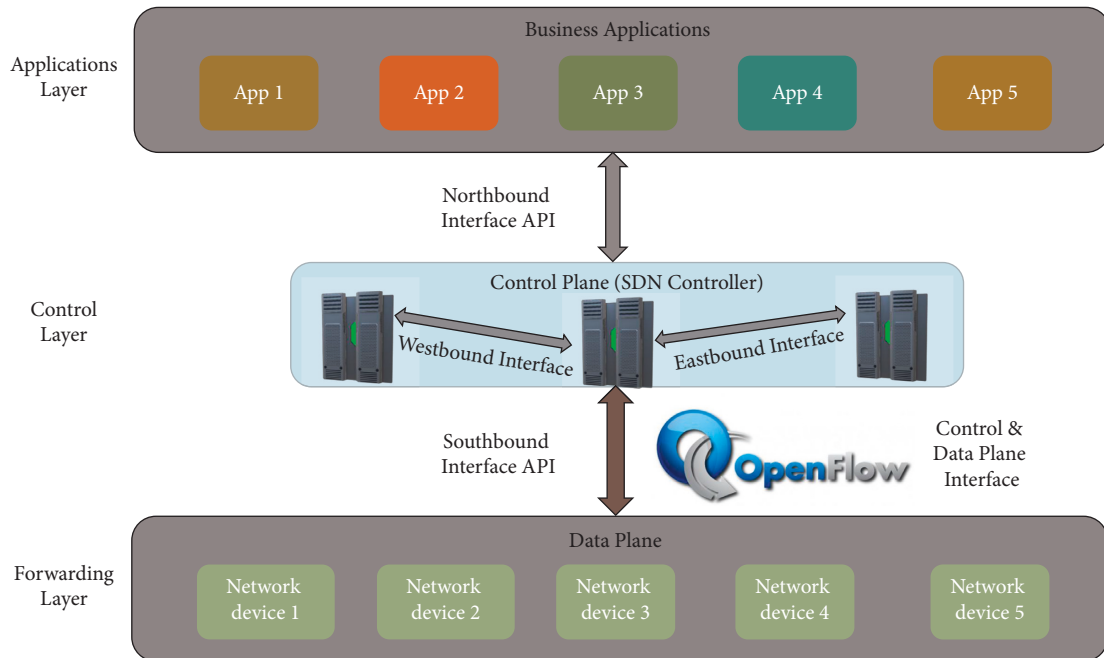 Business Applications
Applications
Layer
App 1
App 2
App 3
App 4
App 5
Northbound
Interface API
Control Plane (SDN Controller)
Control
Layer
Westbound Interface
Eastbound Interface
Southbound
Interface API
OpenFlow
Control &
Data Plane
Interface
Data Plane
Forwarding
Layer
Network
device 1
Network
device 2
Network
device 3
Network
device 4
Network
device 5